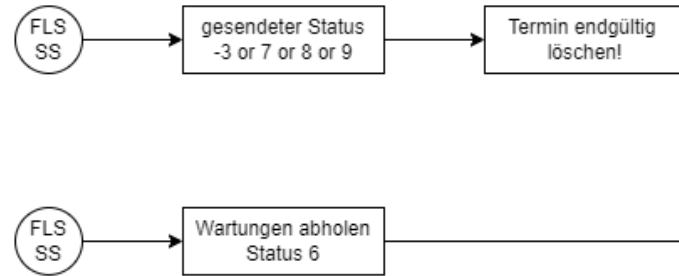 FLS
SS
gesendeter Status
-3 or 7 or 8 or 9
Termin endgültig
löschen!
FLS
SS
Wartungen abholen
Status 6